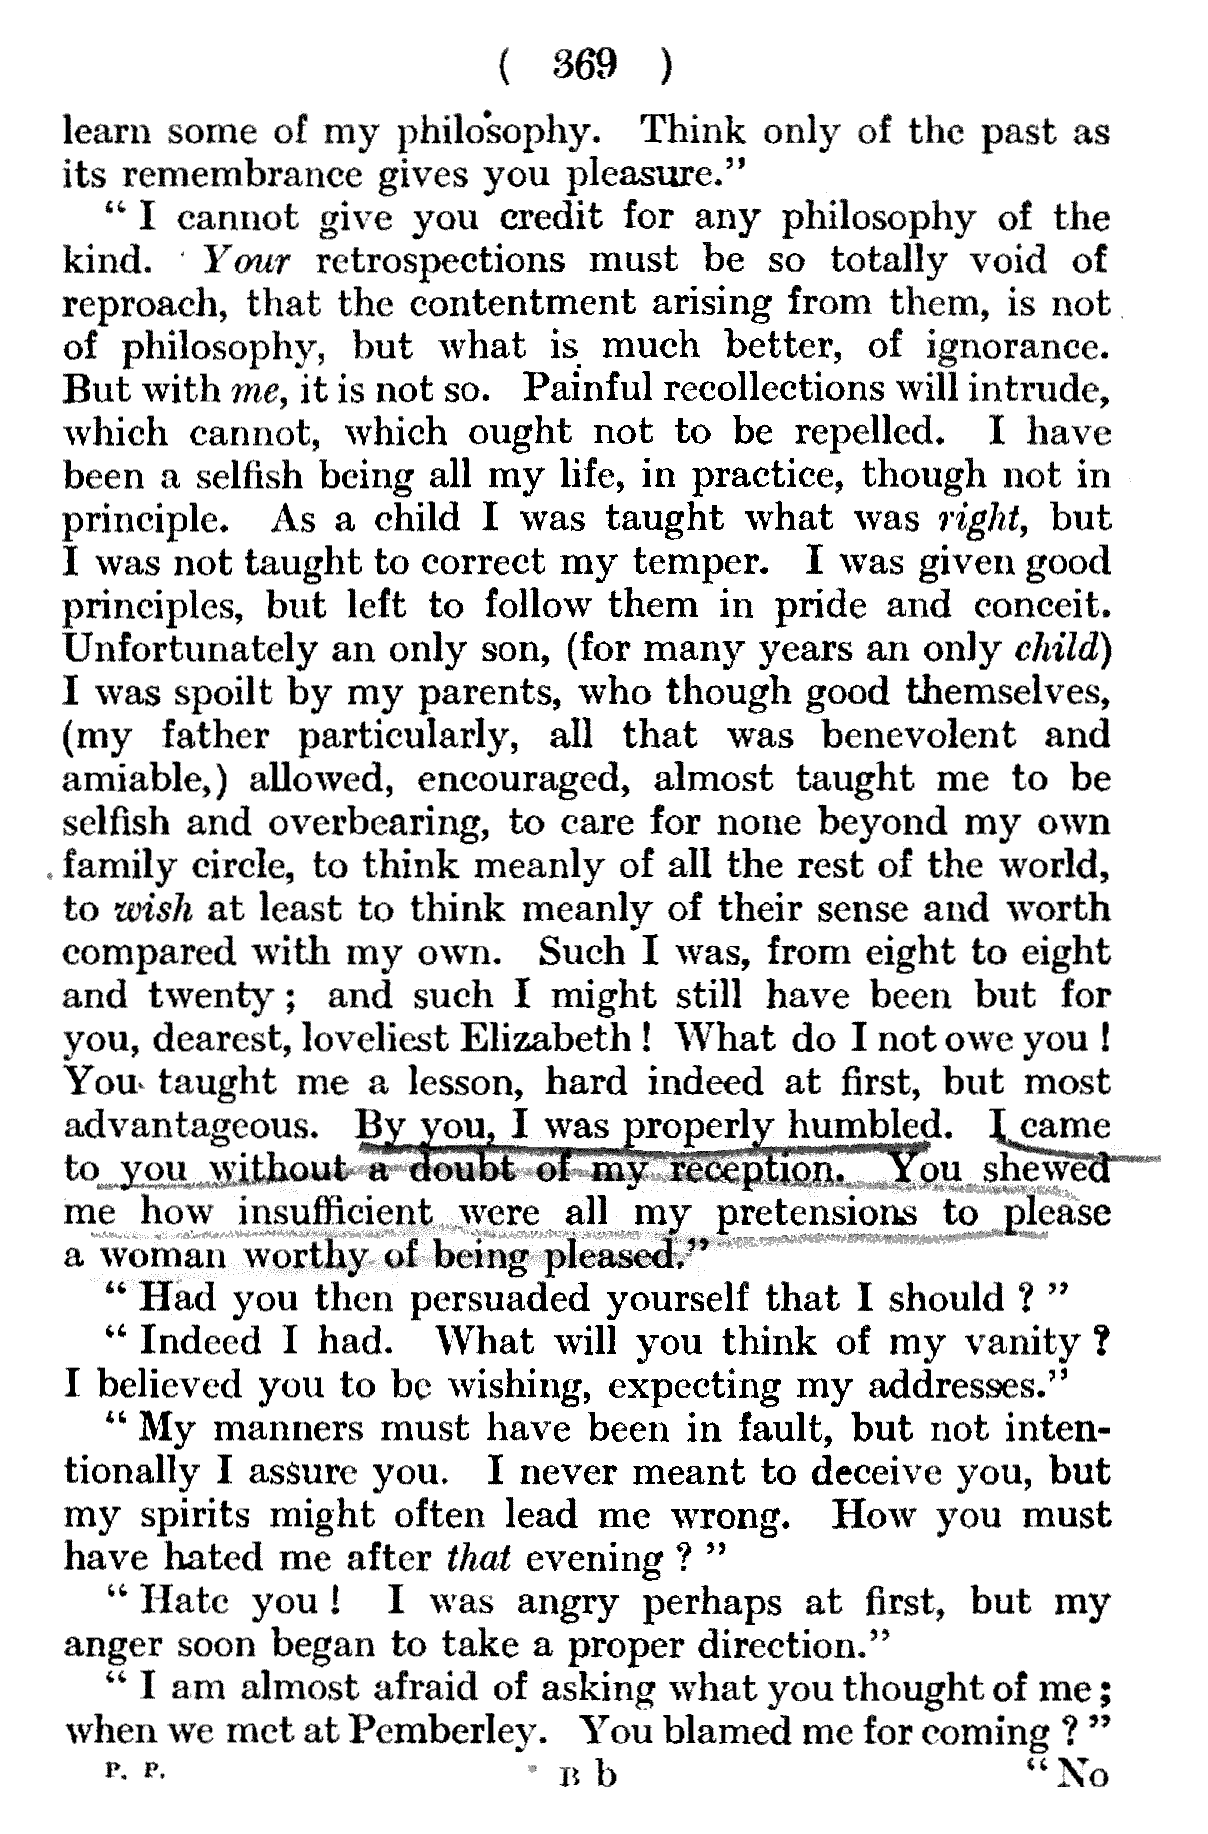 ( 369 )
learn some of my philosophy. Think only of the past as
its remembrance gives you pleasure."
"I cannot give you credit for any philosophy of the
kind. Your retrospections must be so totally void of
reproach, that the contentment arising from them, is not
of philosophy, but what is much better, of ignorance.
But with me, it is not so. Painful recollections will intrude,
which cannot, which ought not to be repelled. I have
been a selfish being all my life, in practice, though not in
principle. As a child I was taught what was right, but
I was not taught to correct my temper. I was given good
principles, but left to follow them in pride and conceit.
Unfortunately an only son, (for many years an only child)
I was spoilt by my parents, who though good themselves,
(my father particularly, all that was benevolent and
amiable,) allowed, encouraged, almost taught me to be
selfish and overbearing, to care for none beyond my own
family circle, to think meanly of all the rest of the world,
to wish at least to think meanly of their sense and worth
compared with my own. Such I was, from eight to eight
and twenty; and such I might still have been but for
you, dearest, loveliest Elizabeth! What do I not owe you!
You taught me a lesson, hard indeed at first, but most
advantageous. By you, I was properly humbled. I came
to you without a doubt of my reception. You shewed
me how insufficient were all my pretensions to please
a woman worthy of being pleased."
"Had you then persuaded yourself that I should?"
"Indeed I had. What will you think of my vanity?
I believed you to be wishing, expecting my addresses."
"My manners must have been in fault, but not inten-
tionally I assure you. I never meant to deceive you, but
my spirits might often lead me wrong. How you must
have hated me after that evening?"
"Hate you! I was angry perhaps at first, but my
anger soon began to take a proper direction."
"I am almost afraid of asking what you thought of me;
when we met at Pemberley. You blamed me for coming?"
P. P. B b "No